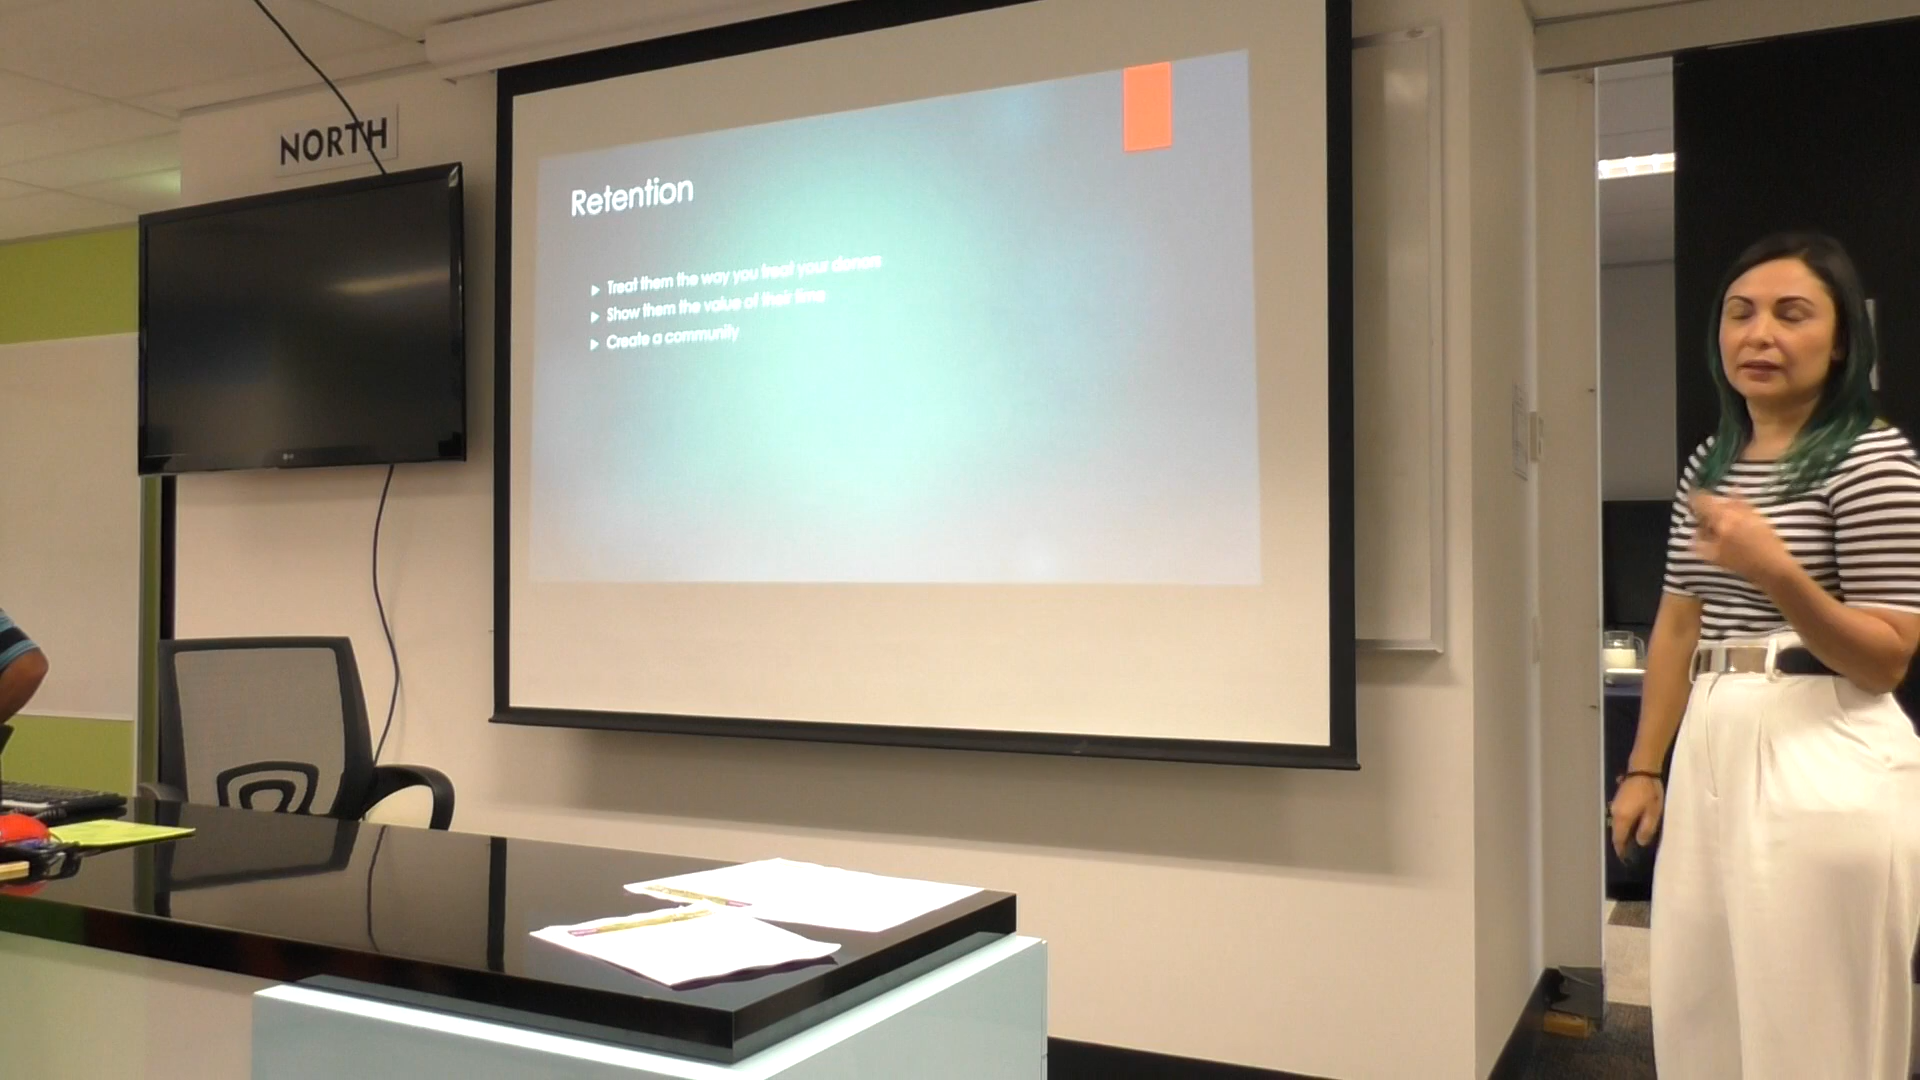 NORTH
Retention
Treat them the way you treat your donors
Show them the value of their time
Create a community